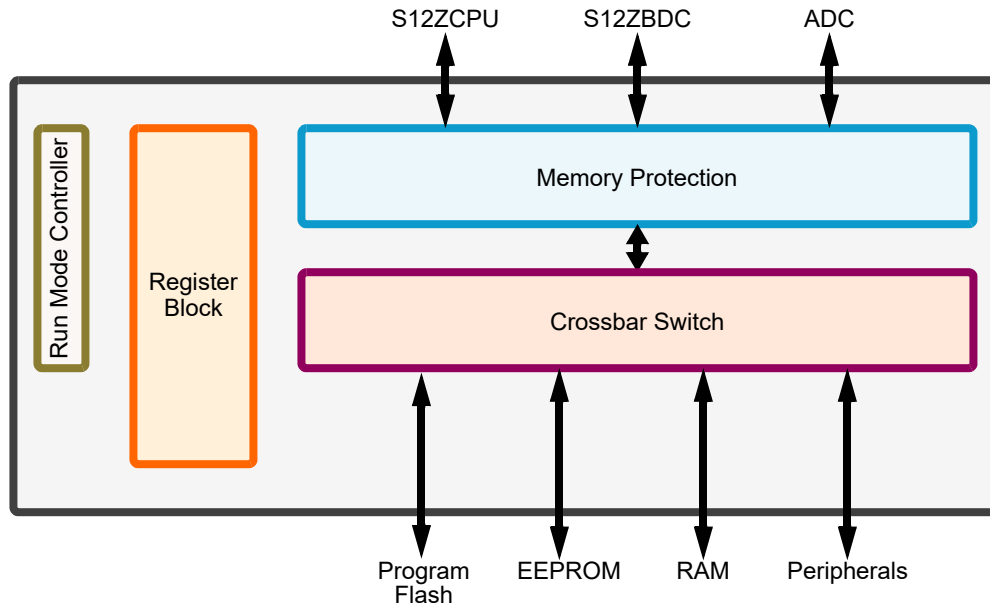 S12ZCPU
S12ZBDC
ADC
Run Mode Controller
Register
Block
Memory Protection
Crossbar Switch
Program
Flash
EEPROM
RAM
Peripherals